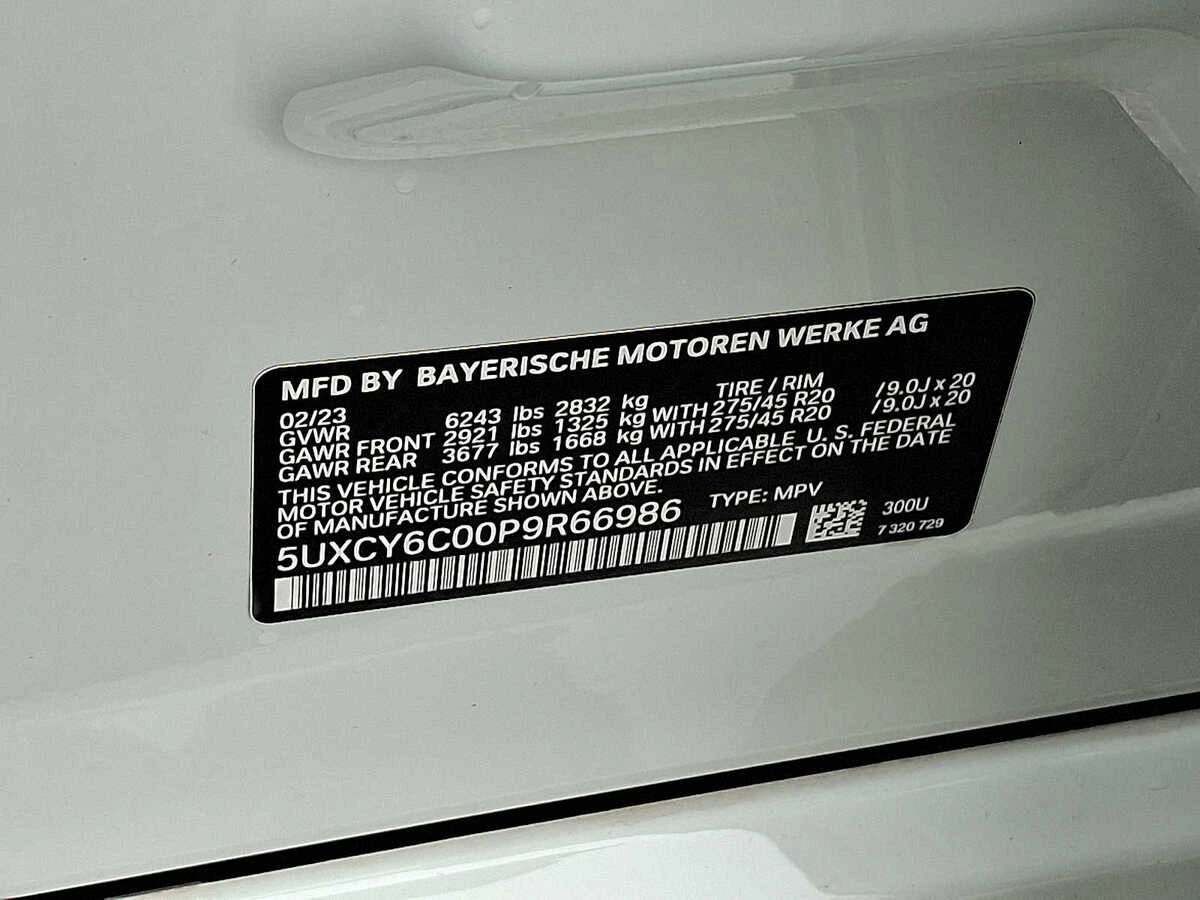 MFD BY BAYERISCHE MOTOREN WERKE AG
02/23 TIRE / RIM
GVWR 6243 lbs 2832 kg
GAWR FRONT 2921 lbs 1325 kg WITH 275/45 R20 /9.0J x 20
GAWR REAR 3677 lbs 1668 kg WITH 275/45 R20 /9.0J x 20
THIS VEHICLE CONFORMS TO ALL APPLICABLE U. S. FEDERAL
MOTOR VEHICLE SAFETY STANDARDS IN EFFECT ON THE DATE
OF MANUFACTURE SHOWN ABOVE.
5UXCY6C00P9R66986 TYPE: MPV
300U
7 320 729